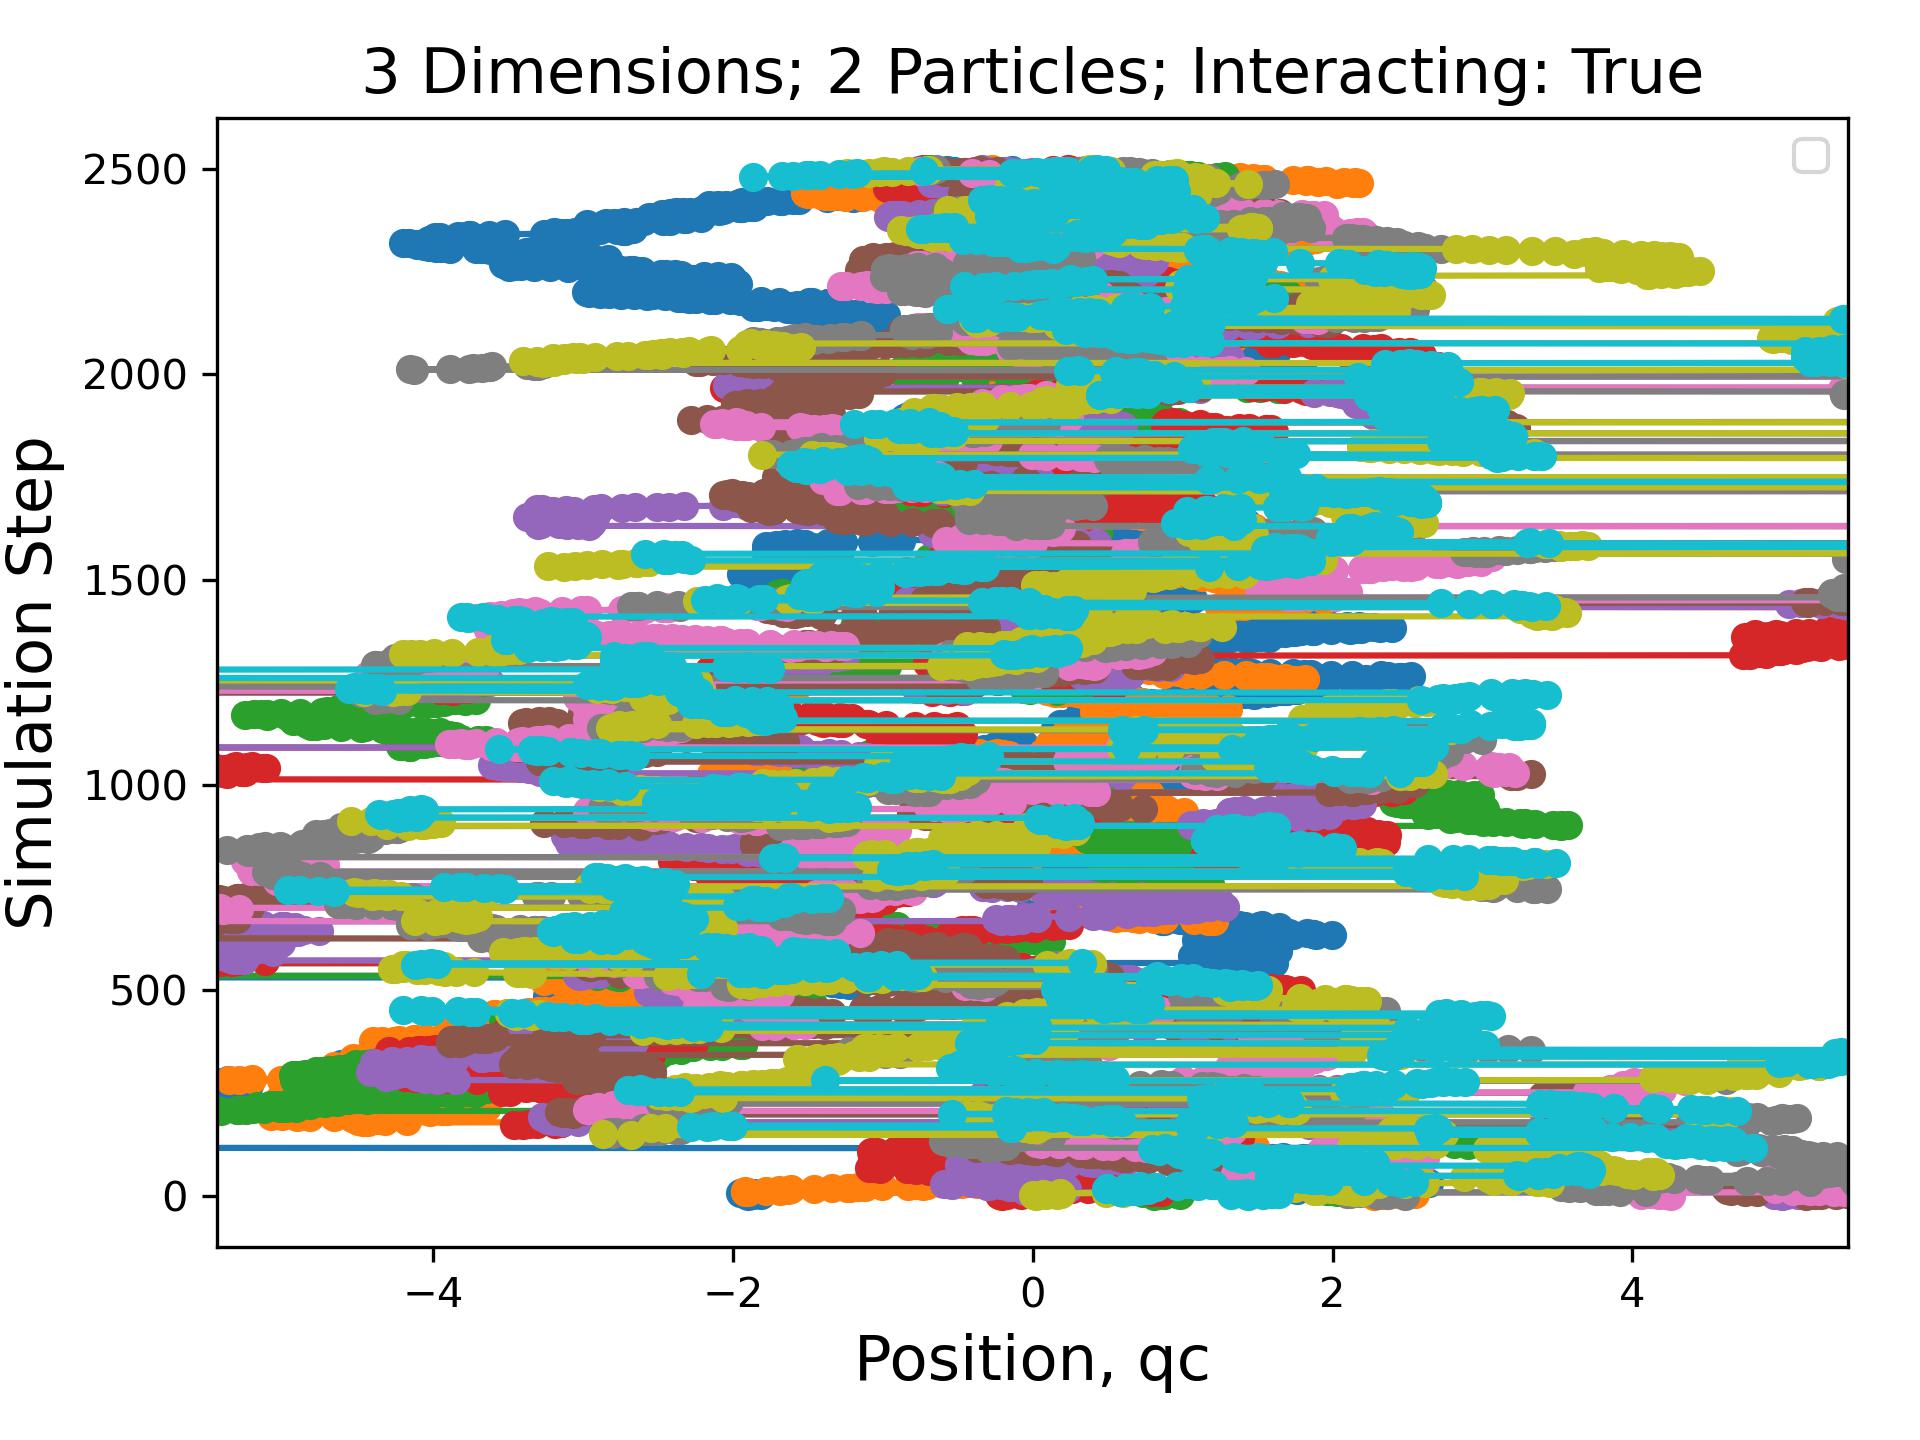 3 Dimensions; 2 Particles; Interacting: True
Simulation Step
2500
2000
1500
1000
500
0
−4 −2 0 2 4
Position, qc